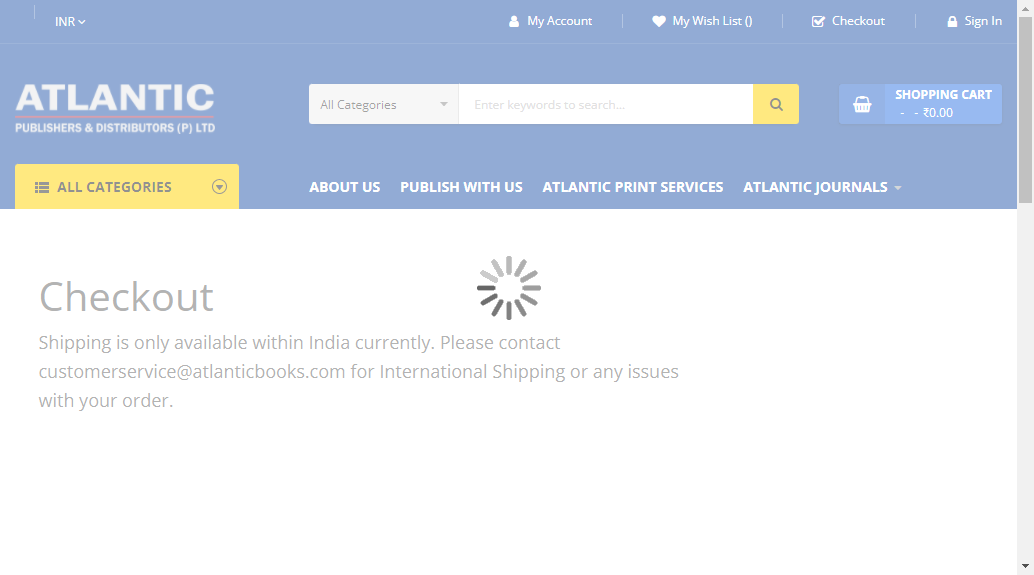 INR
My Account
My Wish List ()
Checkout
Sign In
ATLANTIC
PUBLISHERS & DISTRIBUTORS (P) LTD
All Categories
Enter keywords to search...
SHOPPING CART
- - ₹0.00
ALL CATEGORIES
ABOUT US
PUBLISH WITH US
ATLANTIC PRINT SERVICES
ATLANTIC JOURNALS
Checkout
Shipping is only available within India currently. Please contact
customerservice@atlanticbooks.com for International Shipping or any issues
with your order.